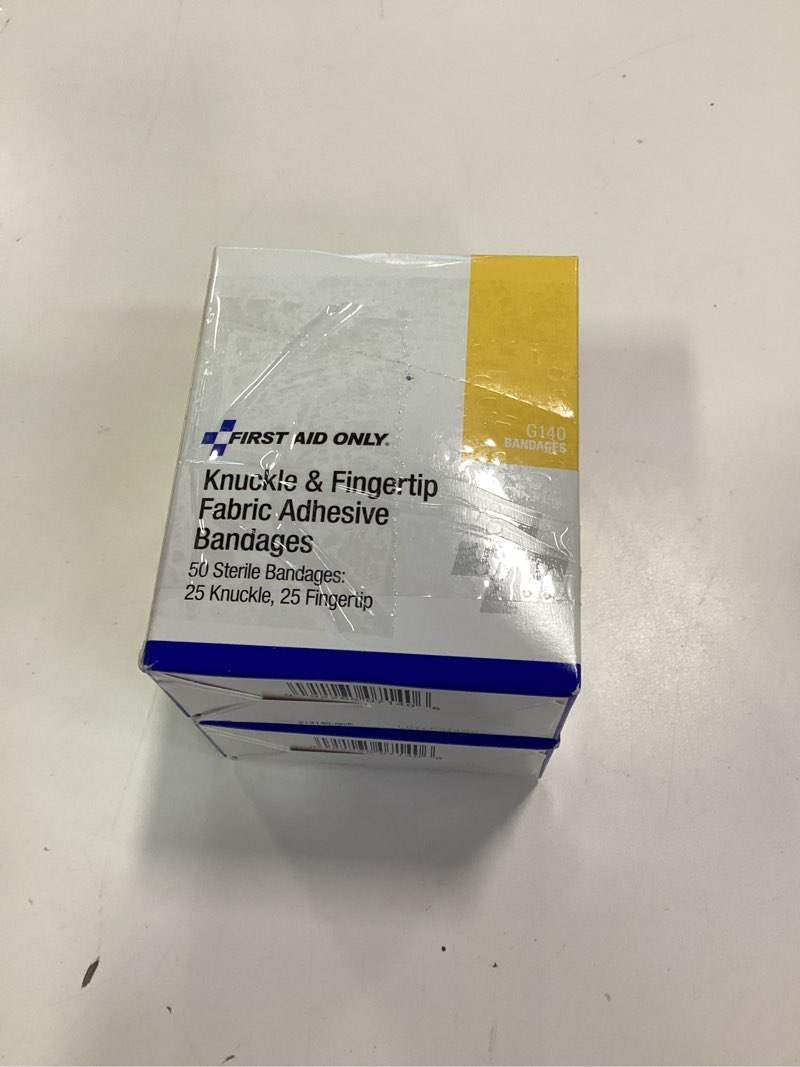 FIRST AID ONLY®
G140
BANDAGES
Knuckle & Fingertip
Fabric Adhesive
Bandages
50 Sterile Bandages:
25 Knuckle, 25 Fingertip